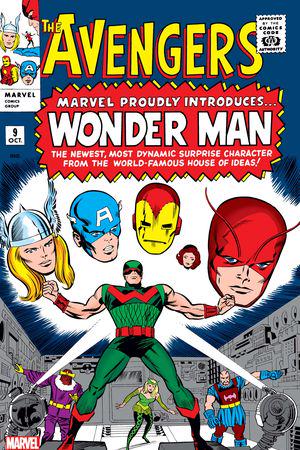 APPROVED
BY THE
COMICS
CODE
AUTHORITY
THE AVENGERS
MARVEL
COMICS
GROUP
9
OCT.
IND.
MARVEL PROUDLY INTRODUCES...
WONDER MAN
THE NEWEST, MOST DYNAMIC SURPRISE CHARACTER
FROM THE WORLD-FAMOUS HOUSE OF IDEAS!
A
MARVEL